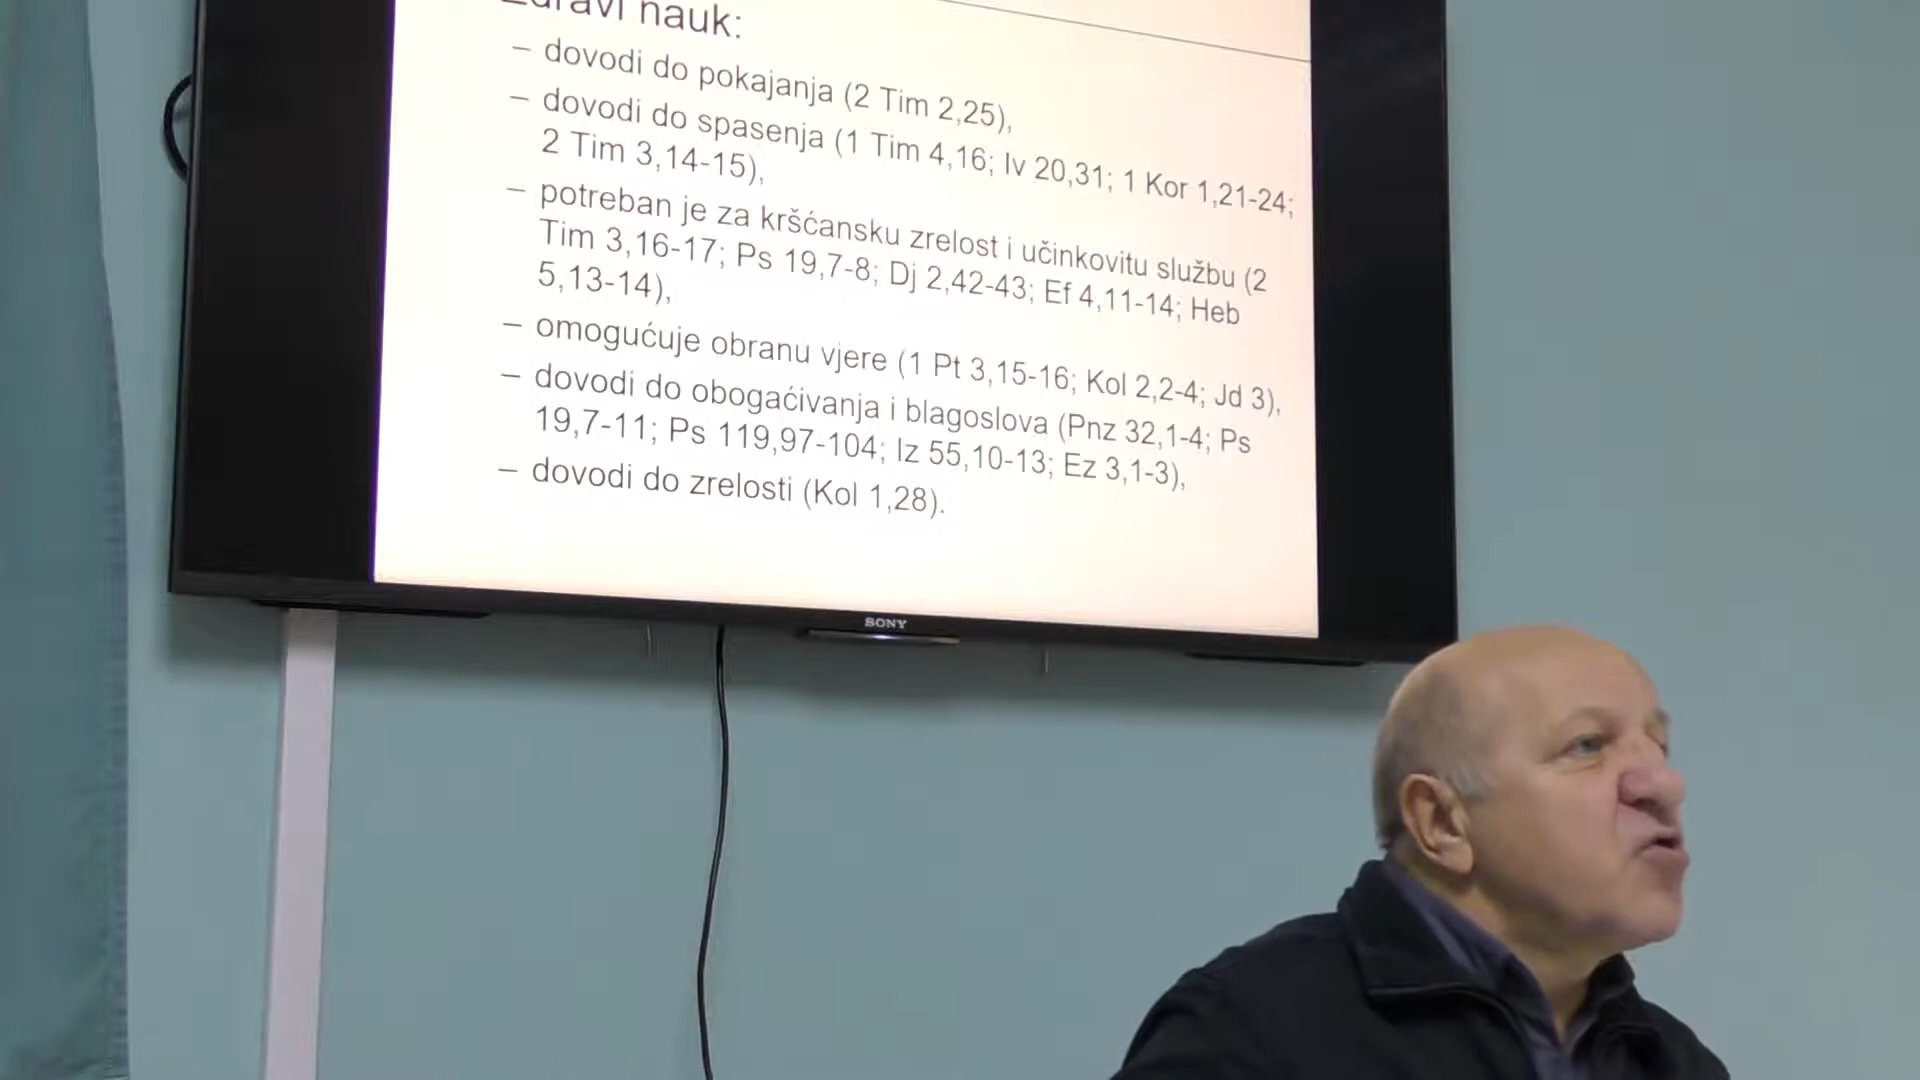 Zdravi nauk:
– dovodi do pokajanja (2 Tim 2,25),
– dovodi do spasenja (1 Tim 4,16; Iv 20,31; 1 Kor 1,21-24;
2 Tim 3,14-15),
– potreban je za kršćansku zrelost i učinkovitu službu (2
Tim 3,16-17; Ps 19,7-8; Dj 2,42-43; Ef 4,11-14; Heb
5,13-14),
– omogućuje obranu vjere (1 Pt 3,15-16; Kol 2,2-4; Jd 3),
– dovodi do obogaćivanja i blagoslova (Pnz 32,1-4; Ps
19,7-11; Ps 119,97-104; Iz 55,10-13; Ez 3,1-3),
– dovodi do zrelosti (Kol 1,28).
SONY